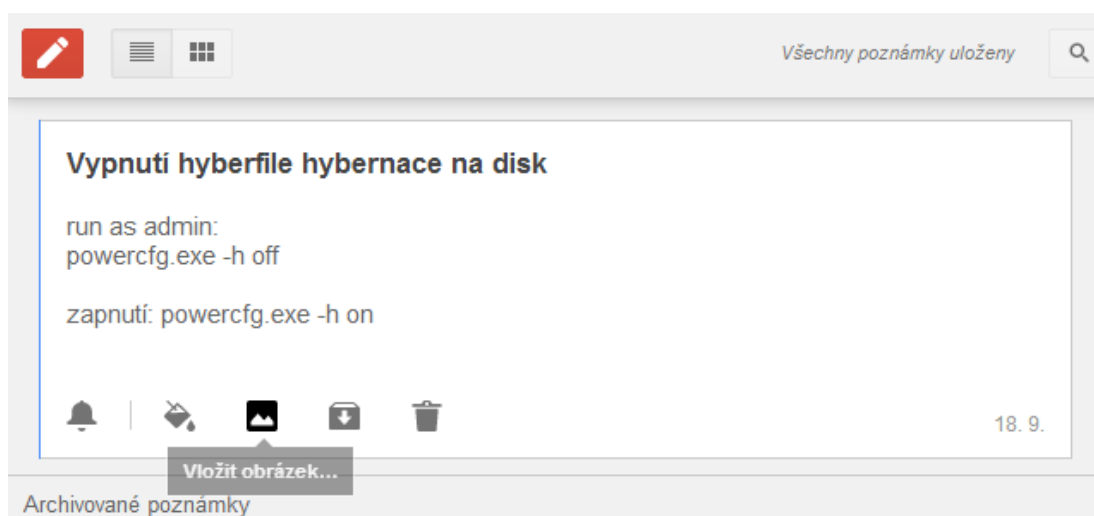 Všechny poznámky uloženy
Vypnutí hyberfile hybernace na disk
run as admin:
powercfg.exe -h off
zapnutí: powercfg.exe -h on
18. 9.
Vložit obrázek...
Archivované poznámky